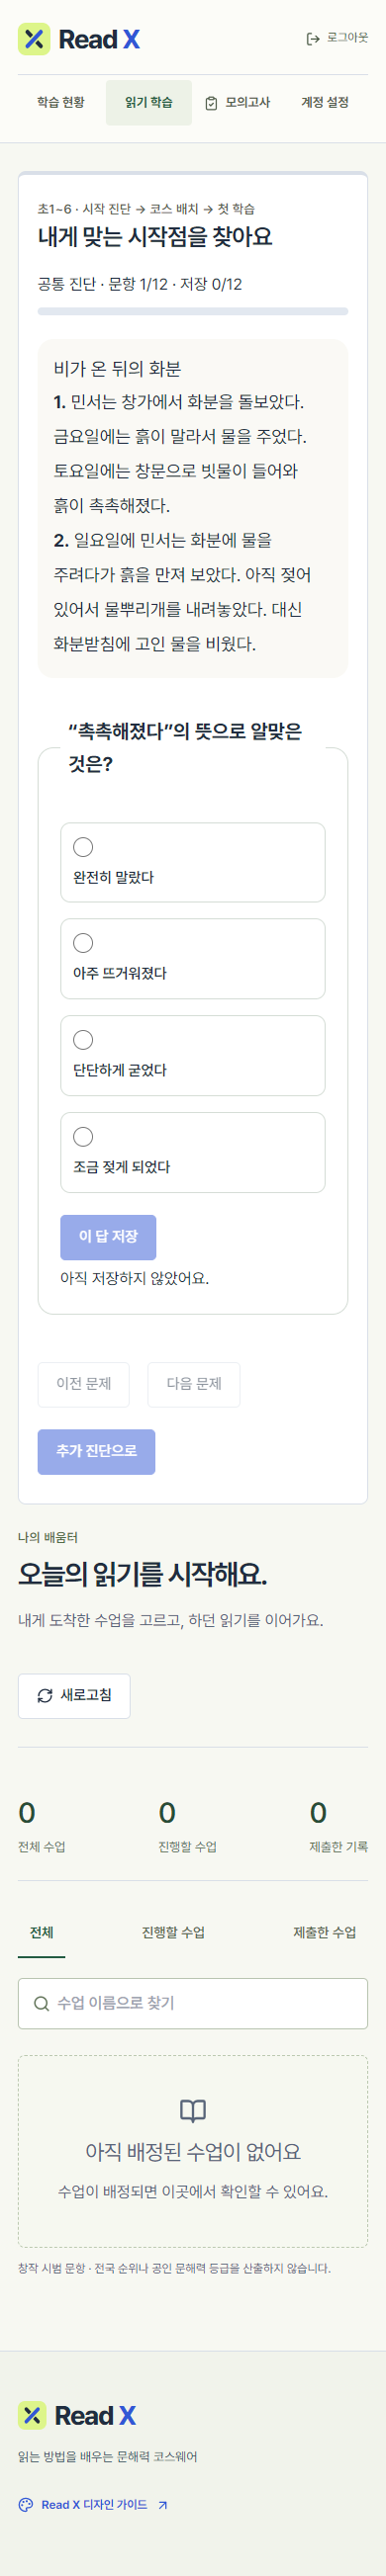 Read X
로그아웃
학습 현황
읽기 학습
모의고사
계정 설정
초1~6 · 시작 진단 → 코스 배치 → 첫 학습
내게 맞는 시작점을 찾아요
공통 진단 · 문항 1/12 · 저장 0/12
비가 온 뒤의 화분
1. 민서는 창가에서 화분을 돌보았다.
금요일에는 흙이 말라서 물을 주었다.
토요일에는 창문으로 빗물이 들어와
흙이 촉촉해졌다.
2. 일요일에 민서는 화분에 물을
주려다가 흙을 만져 보았다. 아직 젖어
있어서 물뿌리개를 내려놓았다. 대신
화분받침에 고인 물을 비웠다.
“촉촉해졌다”의 뜻으로 알맞은
것은?
완전히 말랐다
아주 뜨거워졌다
단단하게 굳었다
조금 젖게 되었다
이 답 저장
아직 저장하지 않았어요.
이전 문제
다음 문제
추가 진단으로
나의 배움터
오늘의 읽기를 시작해요.
내게 도착한 수업을 고르고, 하던 읽기를 이어가요.
새로고침
0
전체 수업
0
진행할 수업
0
제출한 기록
전체
진행할 수업
제출한 수업
수업 이름으로 찾기
아직 배정된 수업이 없어요
수업이 배정되면 이곳에서 확인할 수 있어요.
창작 시범 문항 · 전국 순위나 공인 문해력 등급을 산출하지 않습니다.
Read X
읽는 방법을 배우는 문해력 코스웨어
Read X 디자인 가이드